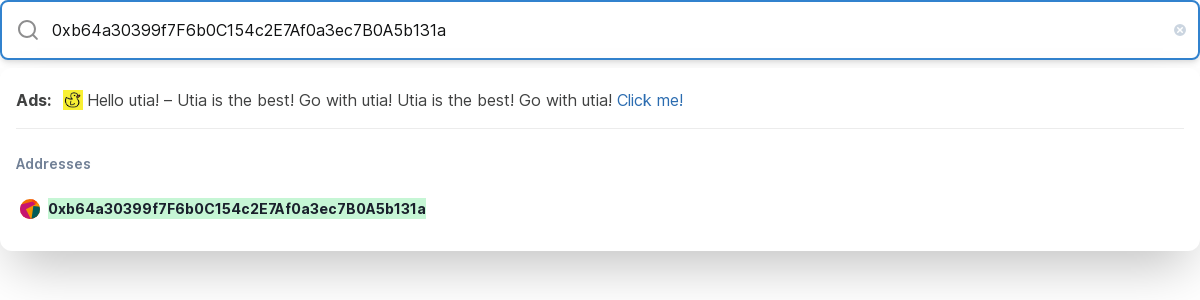 0xb64a30399f7F6b0C154c2E7Af0a3ec7B0A5b131a
Ads: Hello utia! – Utia is the best! Go with utia! Utia is the best! Go with utia! Click me!
Addresses
0xb64a30399f7F6b0C154c2E7Af0a3ec7B0A5b131a